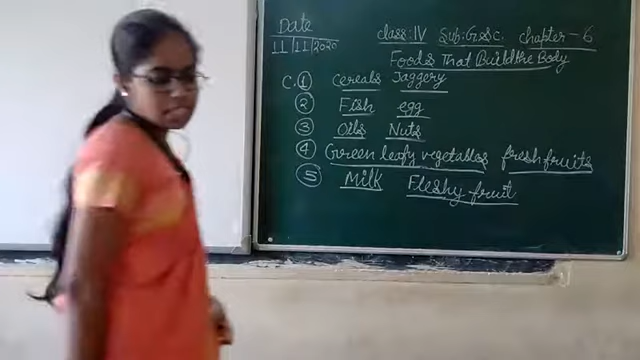 Date
11/11/2020
class:IV Sub:G.Sc. chapter-6
Foods That Build the Body
C. ① Cereals Jaggery
② Fish egg
③ Oils Nuts
④ Green leafy vegetables fresh fruits
⑤ Milk Fleshy fruit